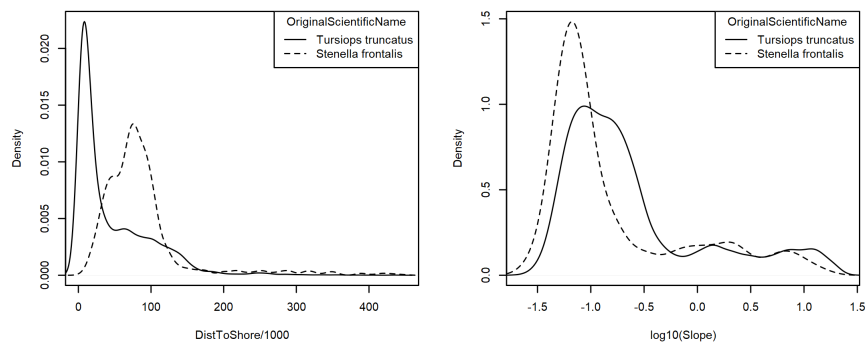 OriginalScientificName
Tursiops truncatus
Stenella frontalis
Density
0.000
0.005
0.010
0.015
0.020
0 100 200 300 400
DistToShore/1000
OriginalScientificName
Tursiops truncatus
Stenella frontalis
Density
0.0
0.5
1.0
1.5
-1.5 -1.0 -0.5 0.0 0.5 1.0 1.5
log10(Slope)